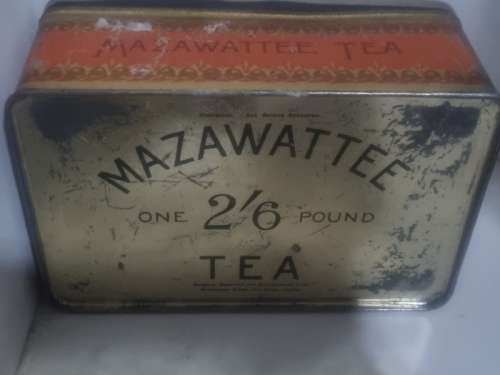 MAZAWATTEE TEA
MAZAWATTEE
ONE 2/6 POUND
TEA